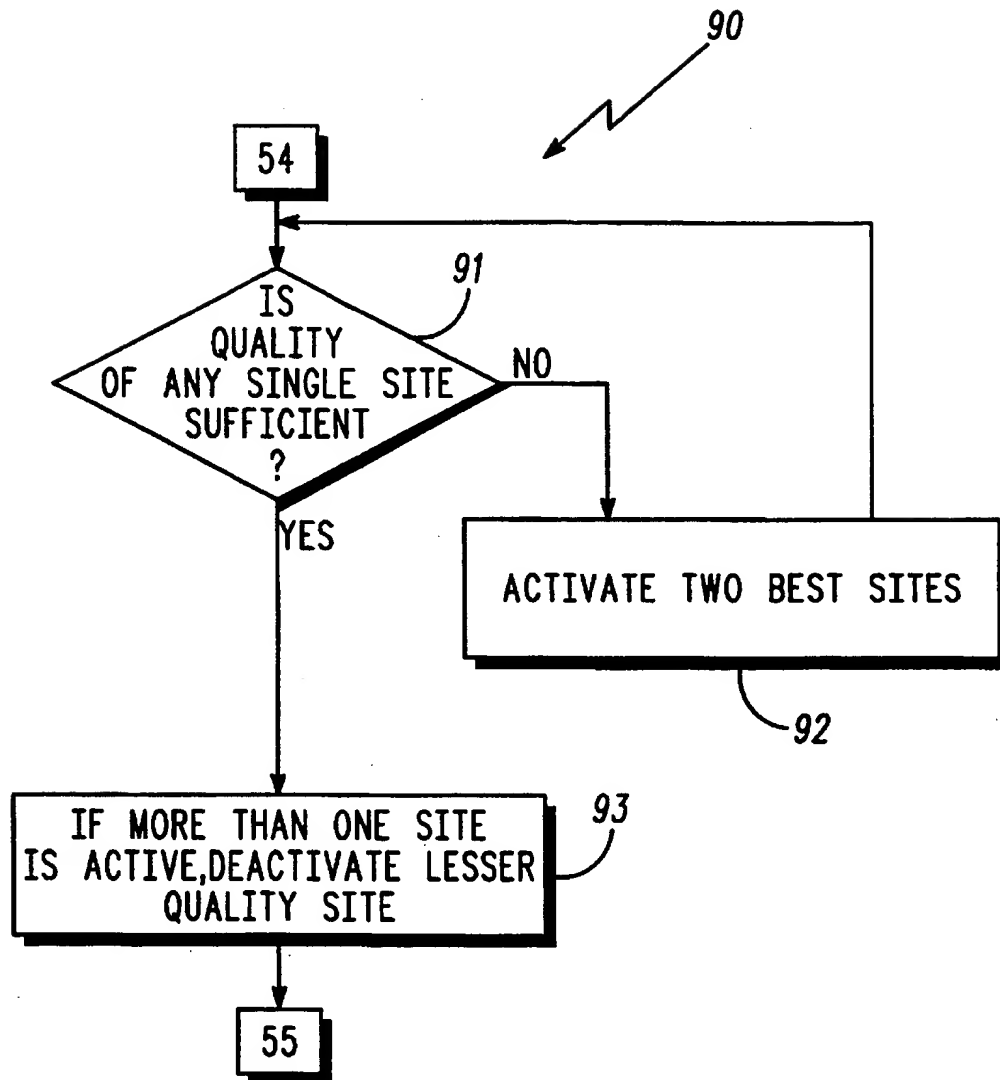 90
54
91
IS
QUALITY
OF ANY SINGLE SITE
SUFFICIENT
?
NO
YES
ACTIVATE TWO BEST SITES
92
93
IF MORE THAN ONE SITE
IS ACTIVE,DEACTIVATE LESSER
QUALITY SITE
55